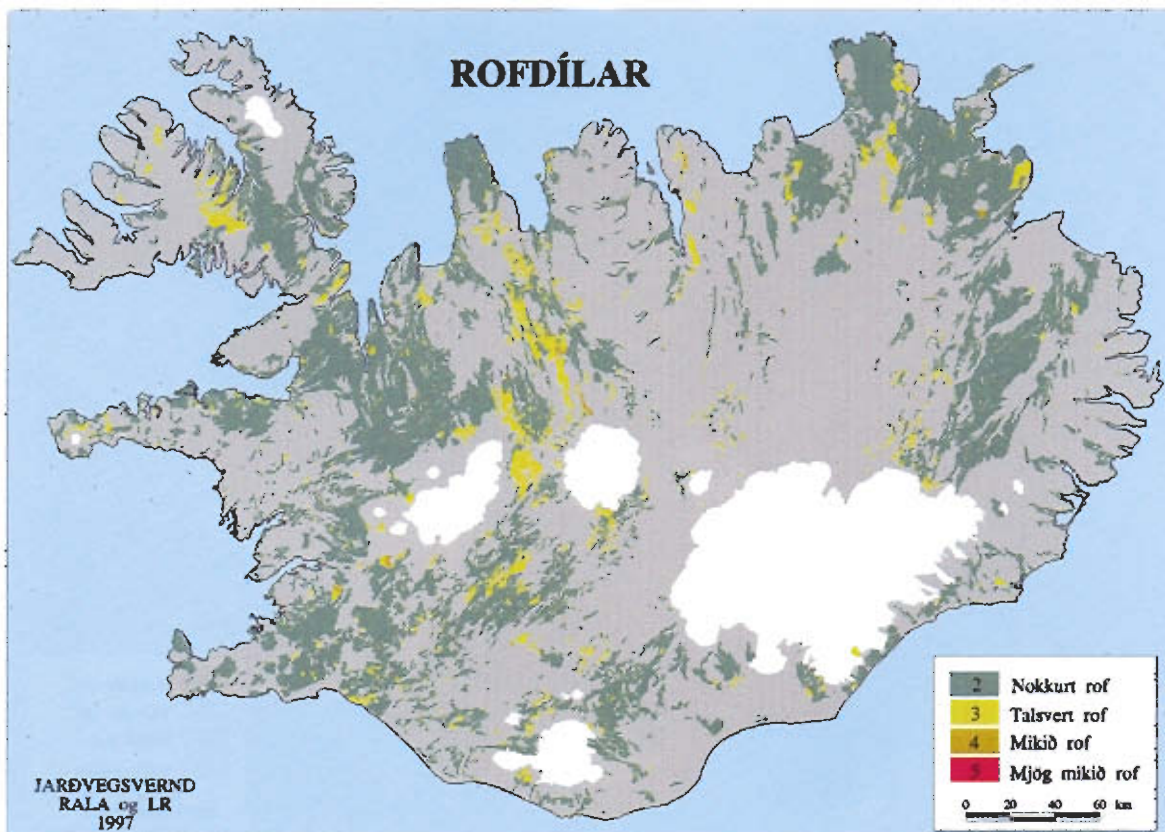 ROFDÍLAR
2 Nokkurt rof
3 Talsvert rof
4 Mikið rof
5 Mjög mikið rof
0 20 40 60 km
JARÐVEGSVERND
RALA og LR
1997